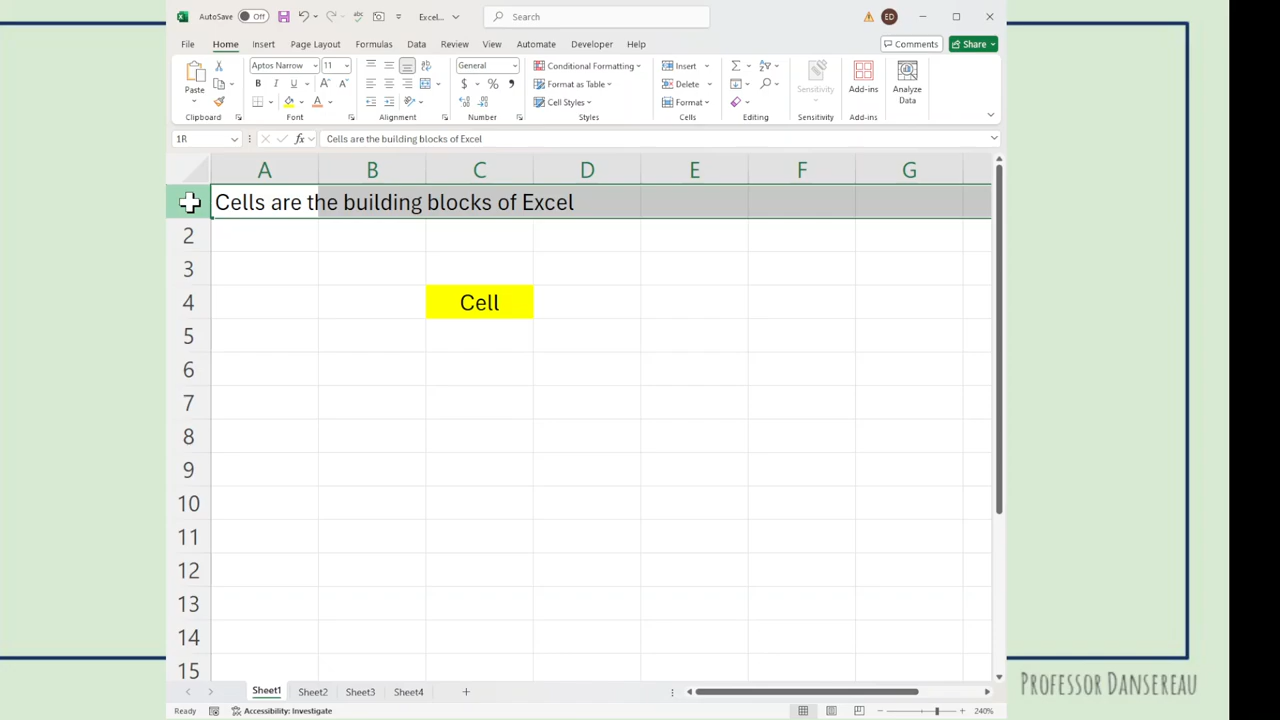 AutoSave Off Excel... Search ED
File Home Insert Page Layout Formulas Data Review View Automate Developer Help Comments Share
Paste Aptos Narrow 11 General Conditional Formatting Insert Sensitivity Add-ins Analyze Data
B I U $ % , Format as Table Delete
A Cell Styles Format
Clipboard Font Alignment Number Styles Cells Editing Sensitivity Add-ins
1R fx Cells are the building blocks of Excel
A B C D E F G
Cells are the building blocks of Excel
2
3
4 Cell
5
6
7
8
9
10
11
12
13
14
15
Sheet1 Sheet2 Sheet3 Sheet4 +
Ready Accessibility: Investigate 240%
Professor Dansereau